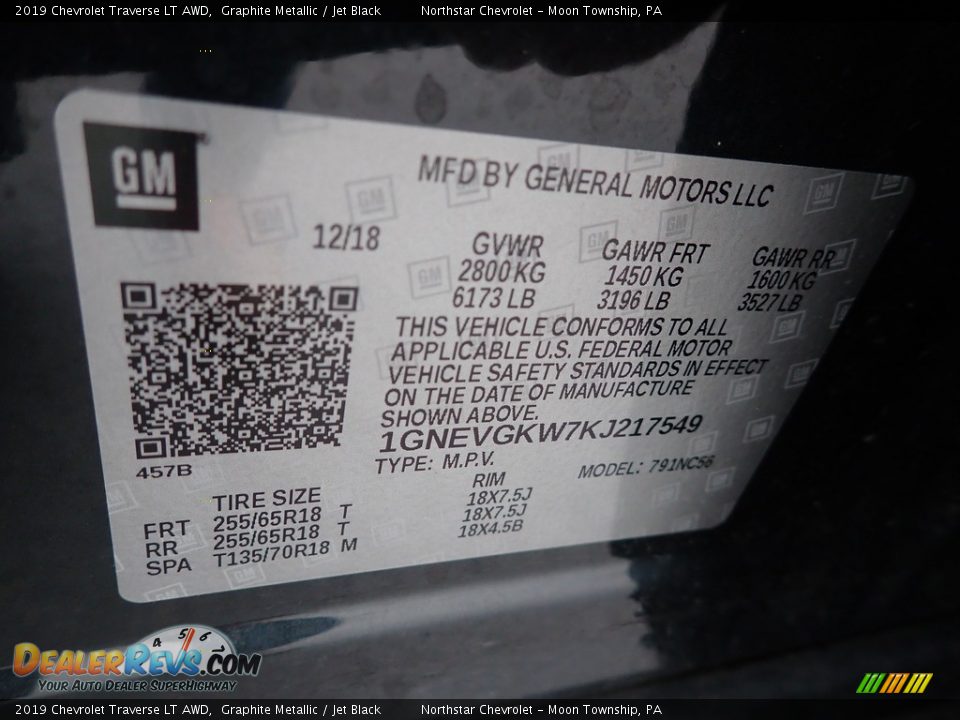 2019 Chevrolet Traverse LT AWD, Graphite Metallic / Jet Black Northstar Chevrolet - Moon Township, PA
GM
MFD BY GENERAL MOTORS LLC
12/18
GVWR GAWR FRT GAWR RR
2800 KG 1450 KG 1600 KG
6173 LB 3196 LB 3527 LB
THIS VEHICLE CONFORMS TO ALL
APPLICABLE U.S. FEDERAL MOTOR
VEHICLE SAFETY STANDARDS IN EFFECT
ON THE DATE OF MANUFACTURE
SHOWN ABOVE.
1GNEVGKW7KJ217549
457B
TYPE: M.P.V. MODEL: 791NC56
TIRE SIZE RIM
FRT 255/65R18 T 18X7.5J
RR 255/65R18 T 18X7.5J
SPA T135/70R18 M 18X4.5B
4 5 6
DEALERREVS.COM
YOUR AUTO DEALER SUPERHIGHWAY
2019 Chevrolet Traverse LT AWD, Graphite Metallic / Jet Black Northstar Chevrolet - Moon Township, PA